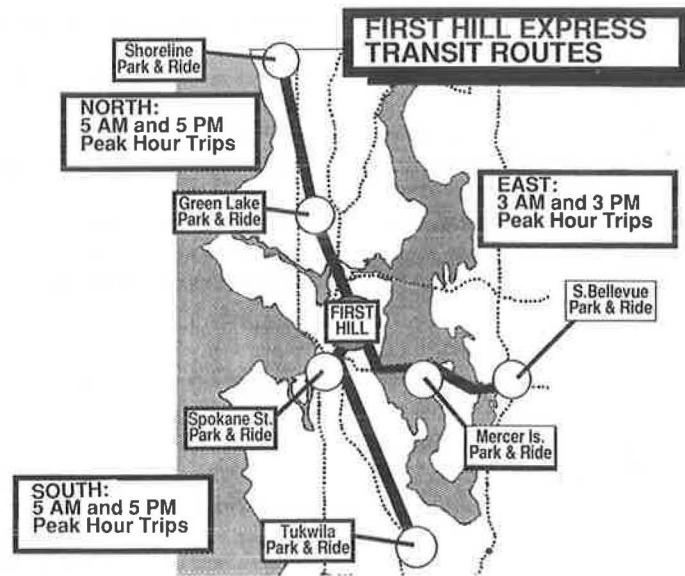 FIRST HILL EXPRESS
TRANSIT ROUTES
Shoreline
Park & Ride
NORTH:
5 AM and 5 PM
Peak Hour Trips
Green Lake
Park & Ride
EAST:
3 AM and 3 PM
Peak Hour Trips
S.Bellevue
Park & Ride
FIRST
HILL
Spokane St.
Park & Ride
Mercer Is.
Park & Ride
SOUTH:
5 AM and 5 PM
Peak Hour Trips
Tukwila
Park & Ride